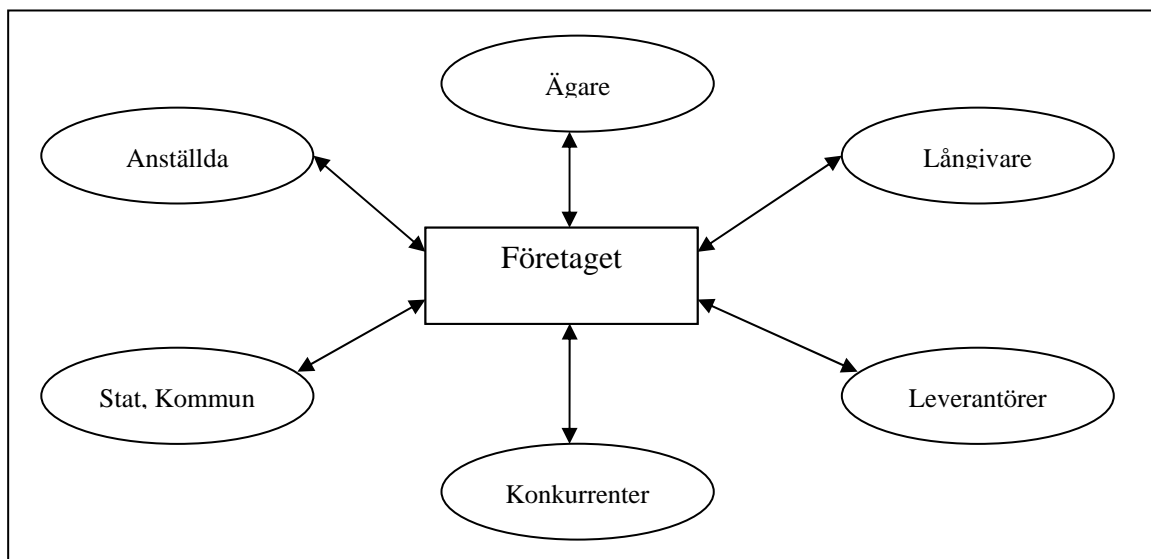 Ägare
Anställda
Långivare
Företaget
Stat, Kommun
Leverantörer
Konkurrenter